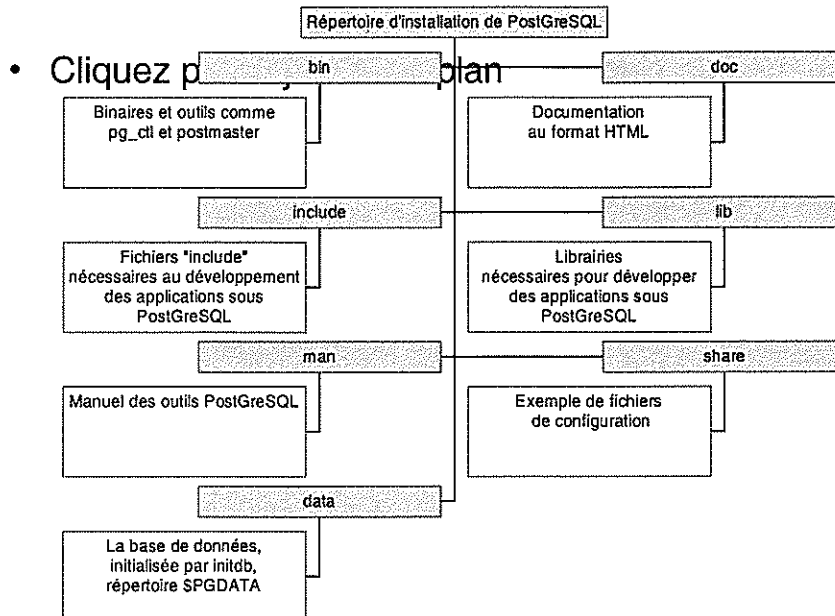 Répertoire d'installation de PostGreSQL
• Cliquez p plan
bin
doc
Binaires et outils comme
pg_ctl et postmaster
Documentation
au format HTML
include
lib
Fichiers "include"
nécessaires au développement
des applications sous
PostGreSQL
Librairies
nécessaires pour développer
des applications sous
PostGreSQL
man
share
Manuel des outils PostGreSQL
Exemple de fichiers
de configuration
data
La base de données,
initialisée par initdb,
répertoire $PGDATA